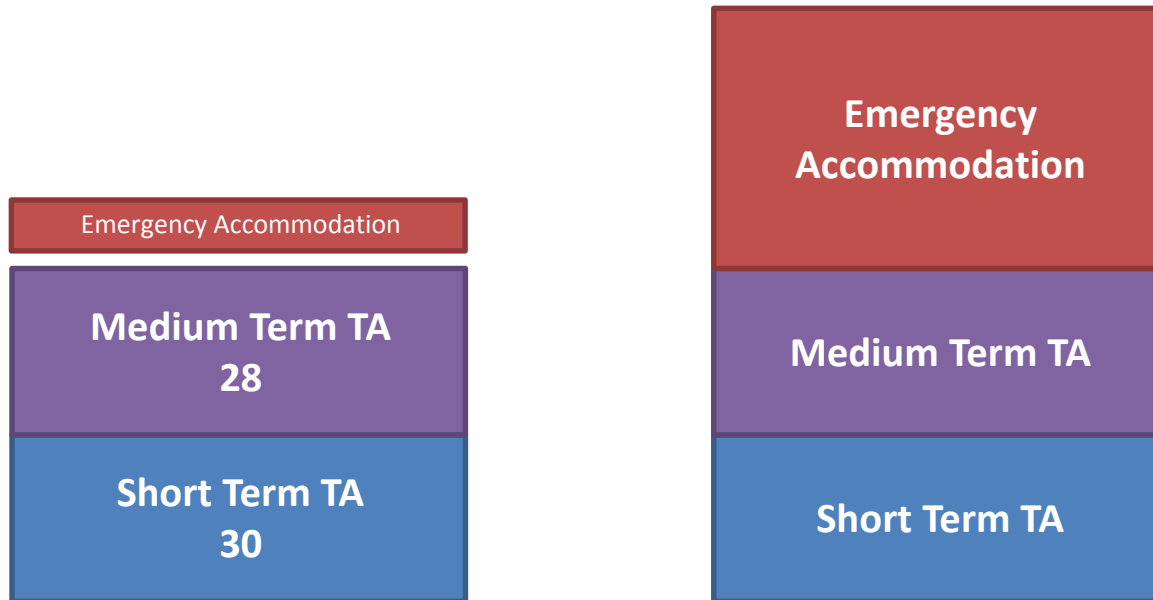 Emergency Accommodation
Medium Term TA
28
Short Term TA
30
Emergency
Accommodation
Medium Term TA
Short Term TA